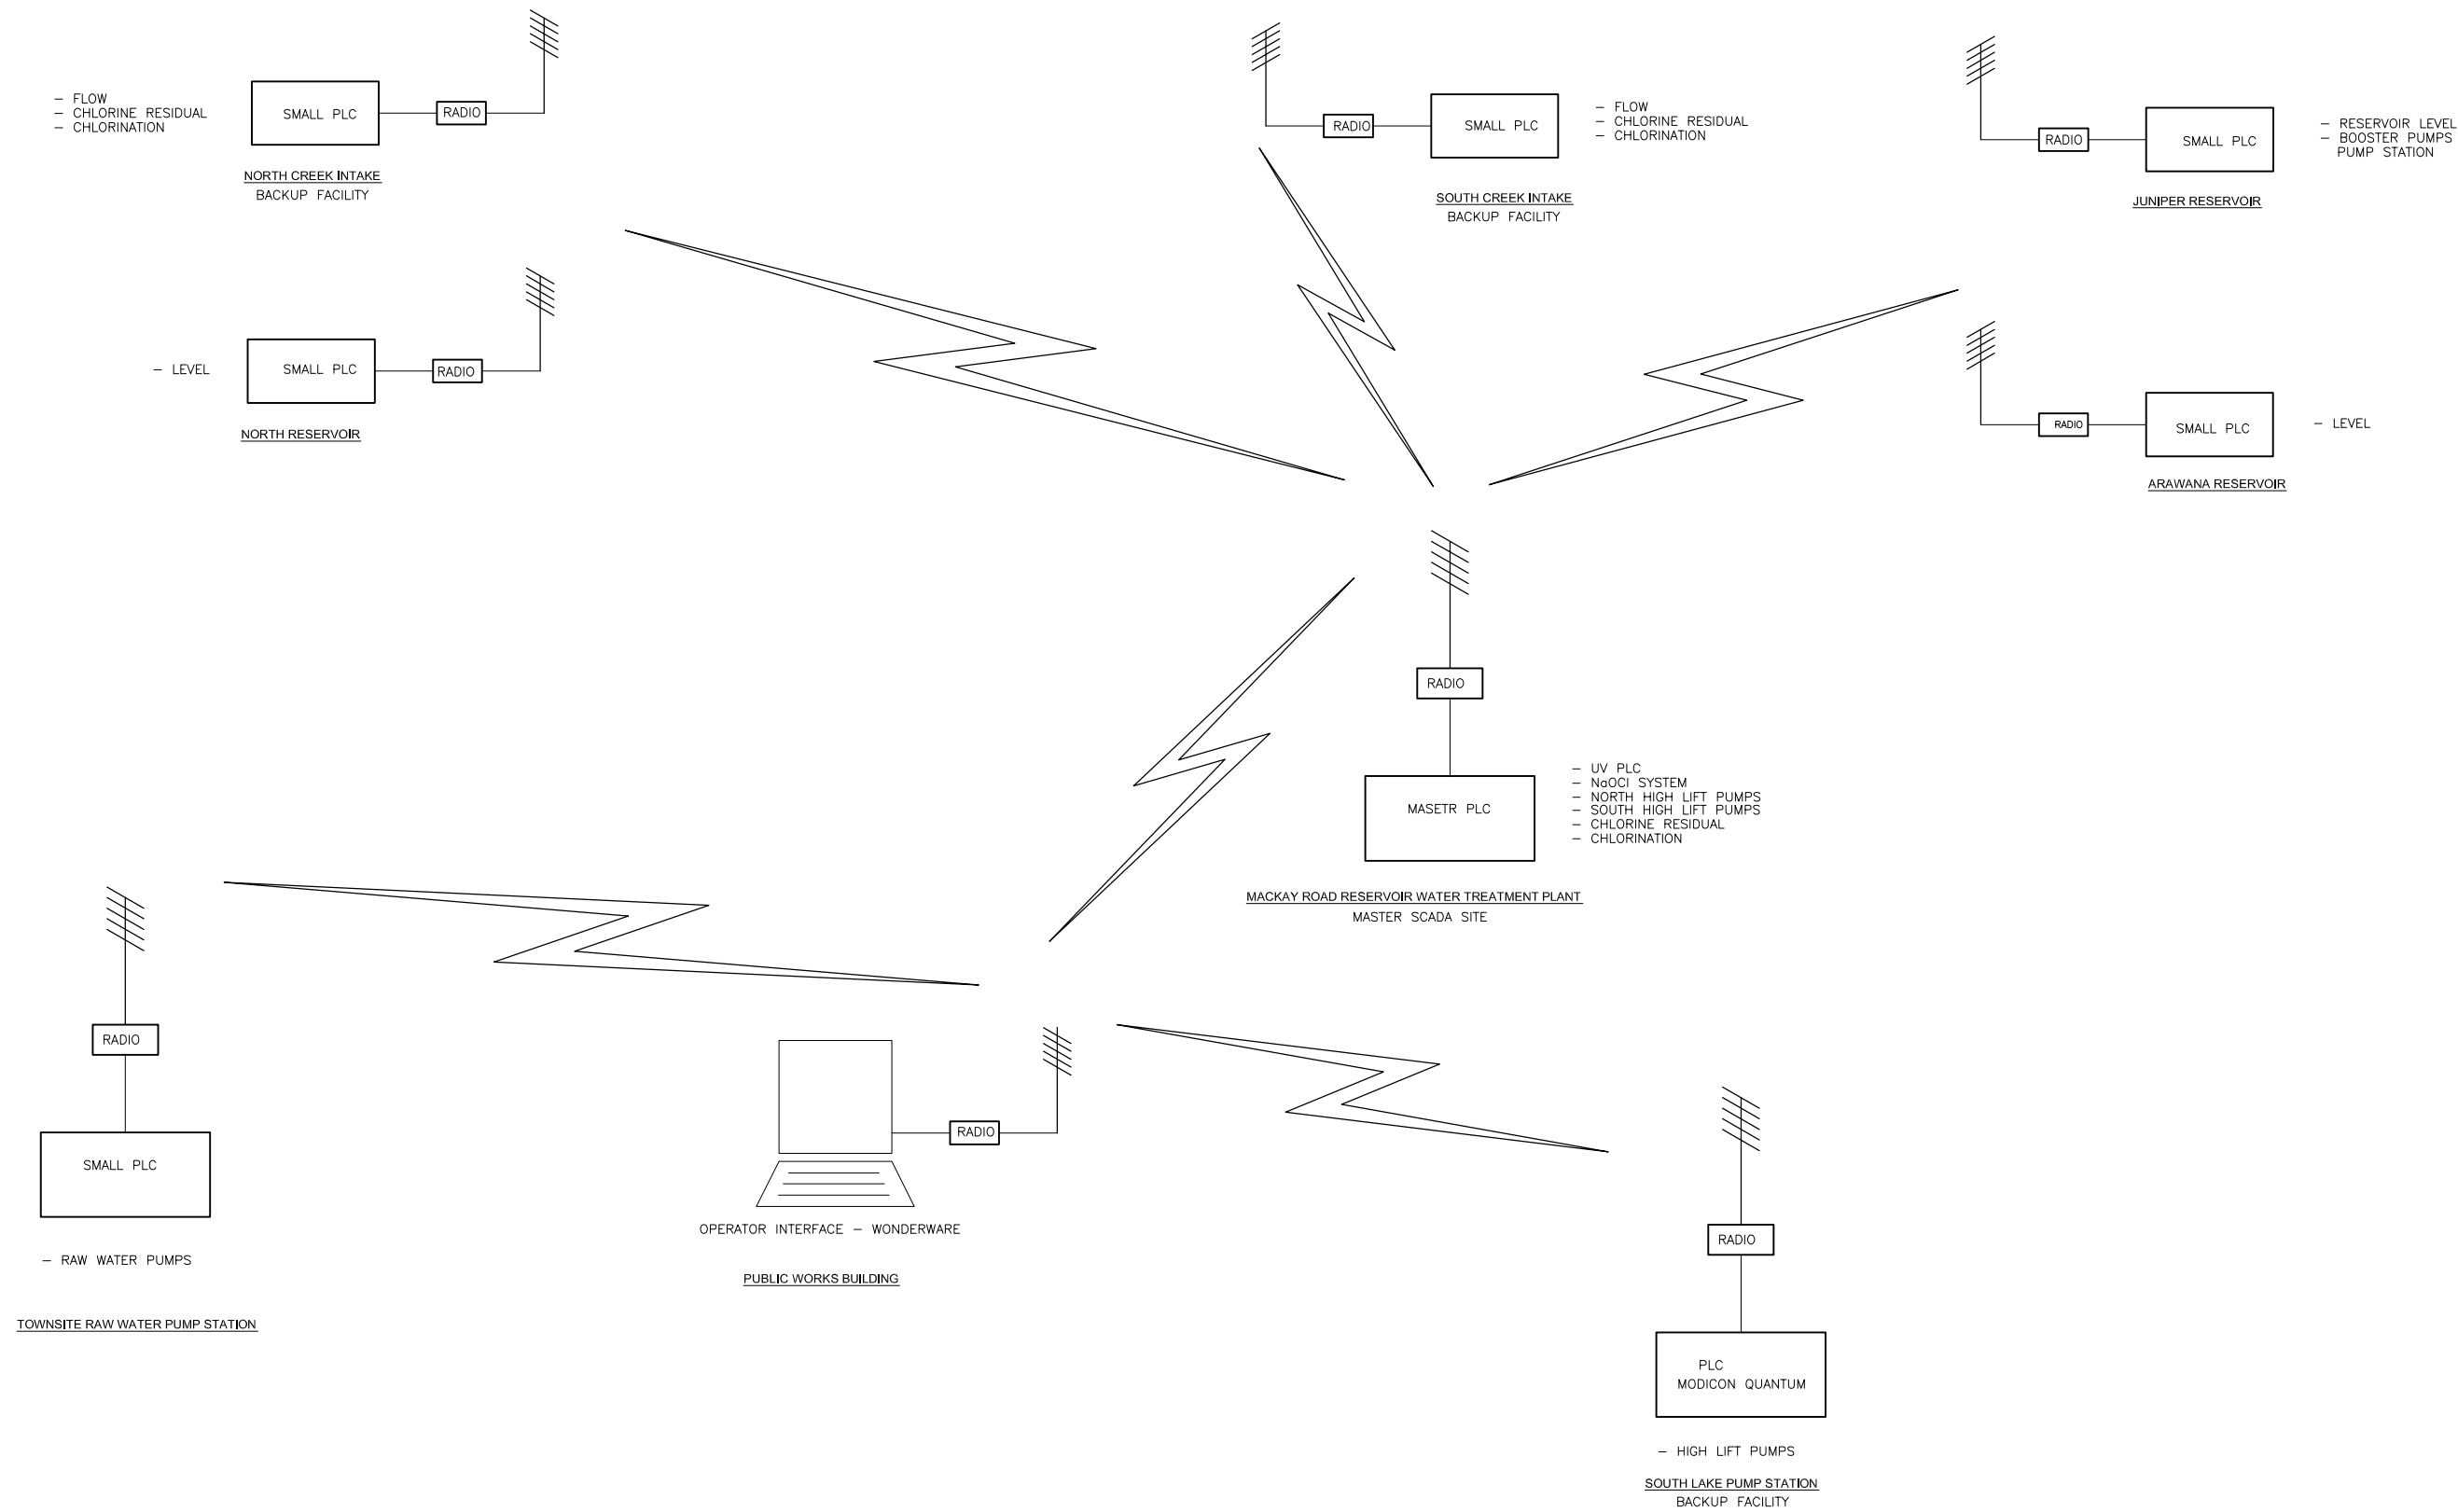 — FLOW
— CHLORINE RESIDUAL
— CHLORINATION
SMALL PLC
RADIO
NORTH CREEK INTAKE
BACKUP FACILITY
RADIO
SMALL PLC
— FLOW
— CHLORINE RESIDUAL
— CHLORINATION
SOUTH CREEK INTAKE
BACKUP FACILITY
RADIO
SMALL PLC
— RESERVOIR LEVEL
— BOOSTER PUMPS
PUMP STATION
JUNIPER RESERVOIR
— LEVEL
SMALL PLC
RADIO
NORTH RESERVOIR
RADIO
SMALL PLC
— LEVEL
ARAWANA RESERVOIR
RADIO
MASETR PLC
— UV PLC
— NaOCl SYSTEM
— NORTH HIGH LIFT PUMPS
— SOUTH HIGH LIFT PUMPS
— CHLORINE RESIDUAL
— CHLORINATION
MACKAY ROAD RESERVOIR WATER TREATMENT PLANT
MASTER SCADA SITE
RADIO
SMALL PLC
— RAW WATER PUMPS
TOWNSITE RAW WATER PUMP STATION
RADIO
OPERATOR INTERFACE — WONDERWARE
PUBLIC WORKS BUILDING
RADIO
PLC
MODICON QUANTUM
— HIGH LIFT PUMPS
SOUTH LAKE PUMP STATION
BACKUP FACILITY